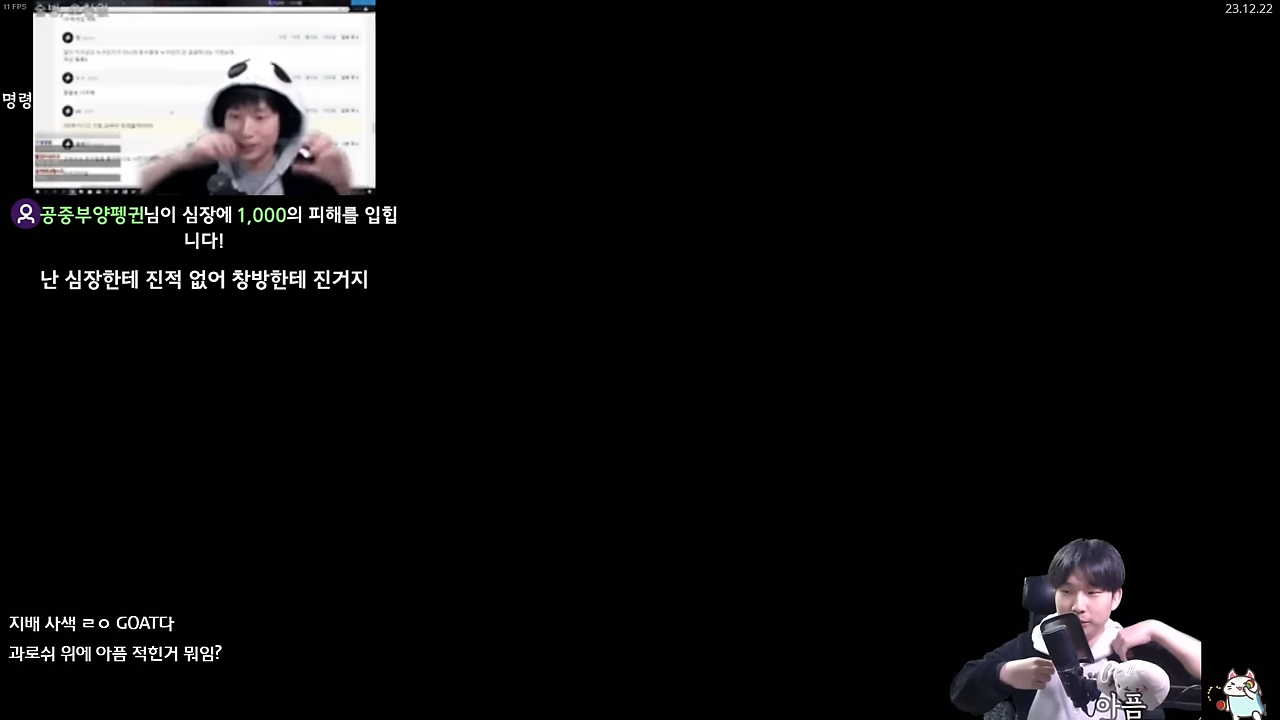 11 FPS
23.12.22
명령
공중부양펭귄님이 심장에 1,000의 피해를 입힙
니다!
난 심장한테 진적 없어 창방한테 진거지
지배 사색 ㄹㅇ GOAT다
과로쉬 위에 아픔 적힌거 뭐임?
아픔